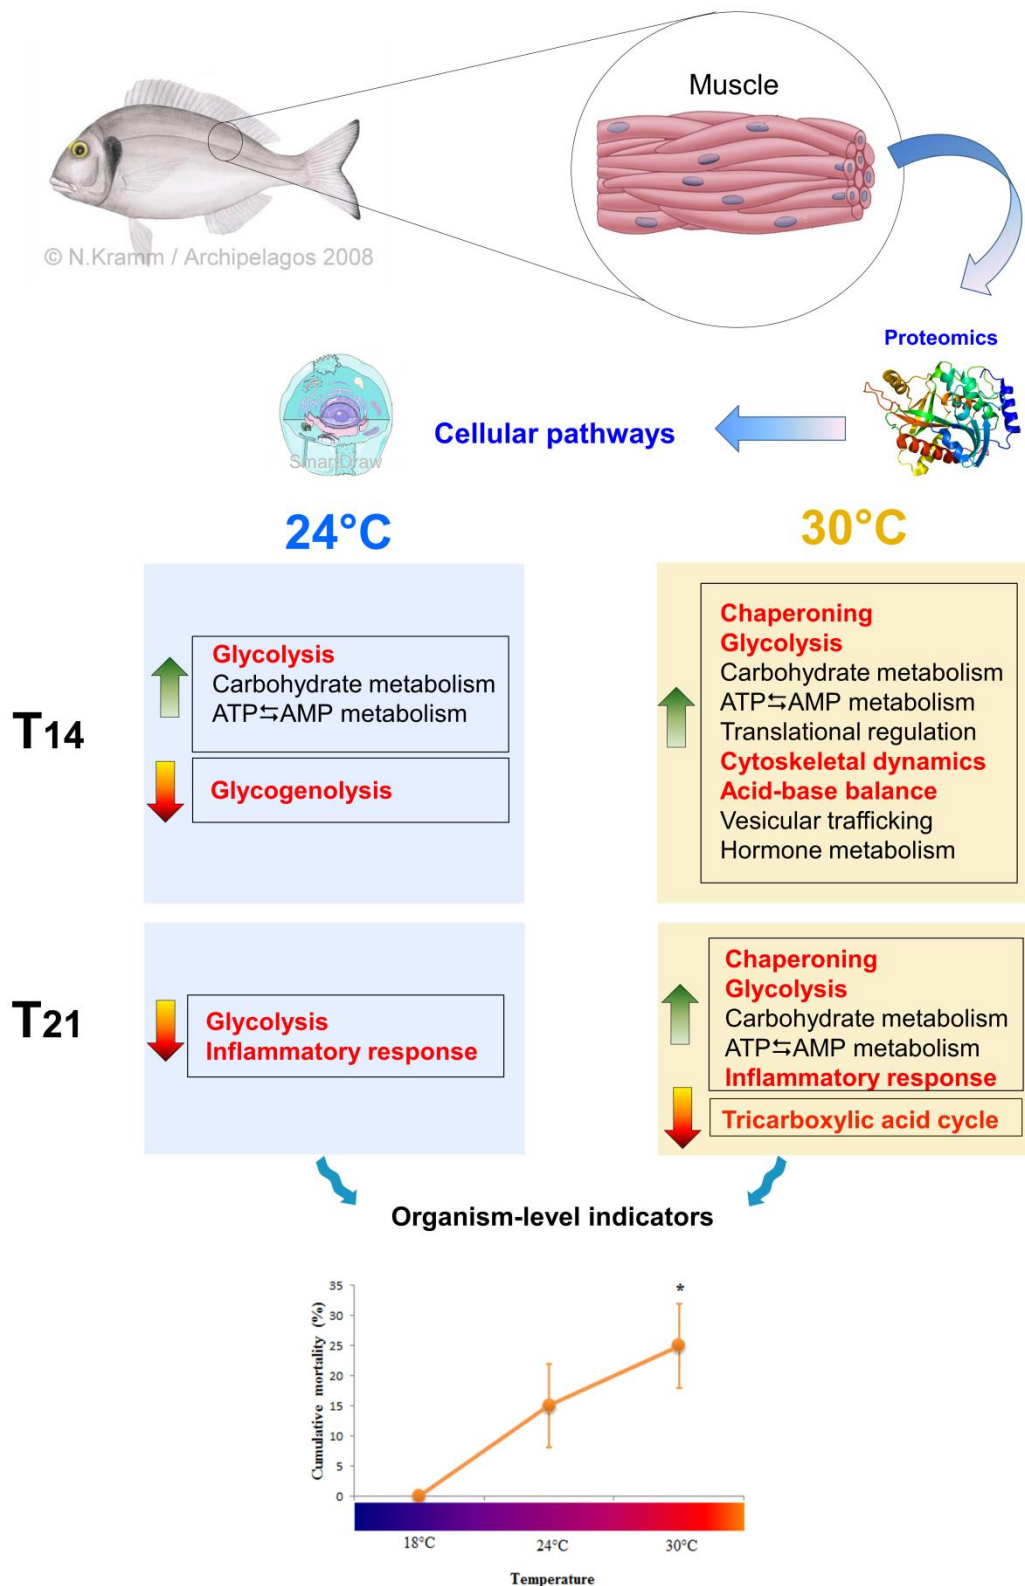 Muscle
© N.Kramm / Archipelagos 2008
Proteomics
SmartDraw
Cellular pathways
24°C
30°C
T14
Glycolysis
Carbohydrate metabolism
ATP⇆AMP metabolism
Glycogenolysis
Chaperoning
Glycolysis
Carbohydrate metabolism
ATP⇆AMP metabolism
Translational regulation
Cytoskeletal dynamics
Acid-base balance
Vesicular trafficking
Hormone metabolism
T21
Glycolysis
Inflammatory response
Chaperoning
Glycolysis
Carbohydrate metabolism
ATP⇆AMP metabolism
Inflammatory response
Tricarboxylic acid cycle
Organism-level indicators
Cumulative mortality (%)
35
30
25
20
15
10
5
0
*
18°C
24°C
30°C
Temperature